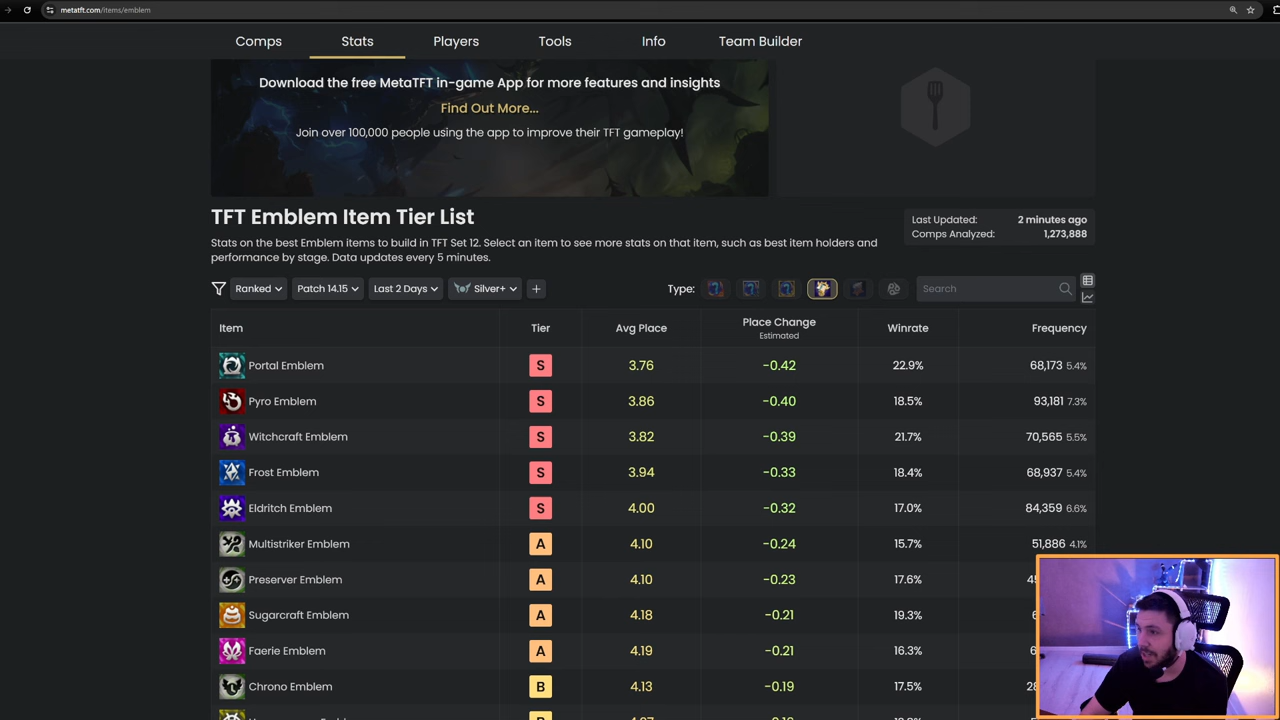 metatft.com/items/emblem
Comps Stats Players Tools Info Team Builder
Download the free MetaTFT in-game App for more features and insights
Find Out More...
Join over 100,000 people using the app to improve their TFT gameplay!
TFT Emblem Item Tier List
Last Updated: 2 minutes ago
Comps Analyzed: 1,273,888
Stats on the best Emblem items to build in TFT Set 12. Select an item to see more stats on that item, such as best item holders and
performance by stage. Data updates every 5 minutes.
Ranked Patch 14.15 Last 2 Days Silver+ + Type: Search
Item Tier Avg Place Place Change Winrate Frequency
Estimated
Portal Emblem S 3.76 -0.42 22.9% 68,173 5.4%
Pyro Emblem S 3.86 -0.40 18.5% 93,181 7.3%
Witchcraft Emblem S 3.82 -0.39 21.7% 70,565 5.5%
Frost Emblem S 3.94 -0.33 18.4% 68,937 5.4%
Eldritch Emblem S 4.00 -0.32 17.0% 84,359 6.6%
Multistriker Emblem A 4.10 -0.24 15.7% 51,886 4.1%
Preserver Emblem A 4.10 -0.23 17.6%
Sugarcraft Emblem A 4.18 -0.21 19.3%
Faerie Emblem A 4.19 -0.21 16.3%
Chrono Emblem B 4.13 -0.19 17.5%